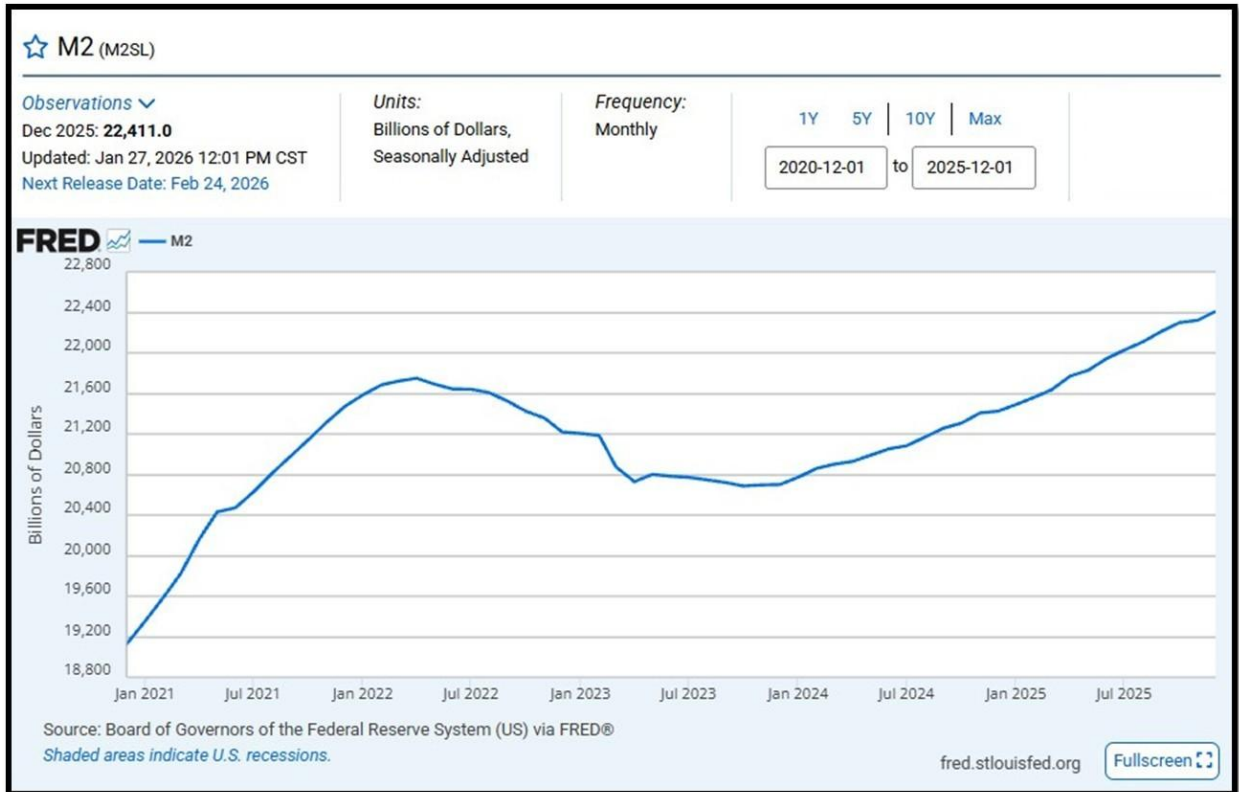 M2 (M2SL)
Observations
Dec 2025: 22,411.0
Updated: Jan 27, 2026 12:01 PM CST
Next Release Date: Feb 24, 2026
Units:
Billions of Dollars,
Seasonally Adjusted
Frequency:
Monthly
1Y 5Y 10Y Max
2020-12-01 to 2025-12-01
FRED M2
22,800
22,400
22,000
21,600
21,200
20,800
20,400
20,000
19,600
19,200
18,800
Billions of Dollars
Jan 2021 Jul 2021 Jan 2022 Jul 2022 Jan 2023 Jul 2023 Jan 2024 Jul 2024 Jan 2025 Jul 2025
Source: Board of Governors of the Federal Reserve System (US) via FRED®
Shaded areas indicate U.S. recessions.
fred.stlouisfed.org
Fullscreen